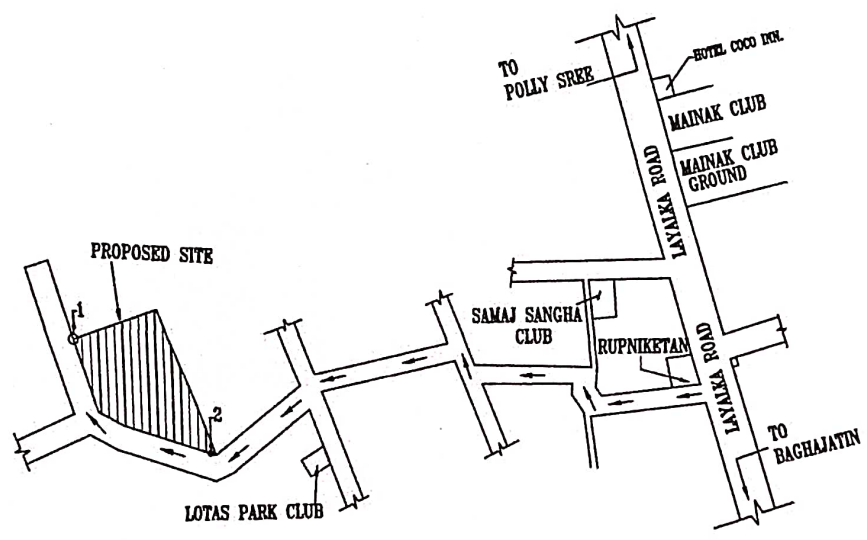 TO
POLLY SREE
HOTEL COCO INN.
MAINAK CLUB
MAINAK CLUB
GROUND
LAYALKA ROAD
PROPOSED SITE
1
SAMAJ SANGHA
CLUB
RUPNIKETAN
LAYALKA ROAD
2
TO
BAGHAJATIN
LOTAS PARK CLUB